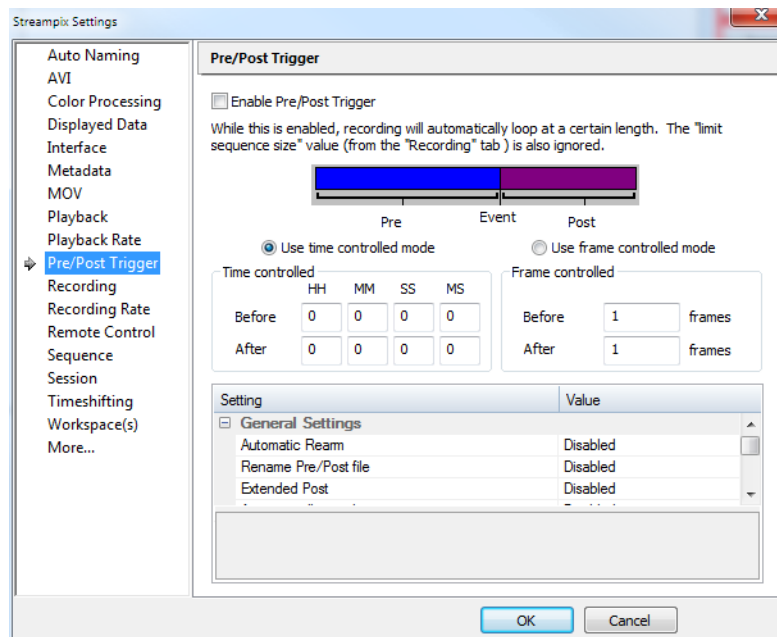 Streampix Settings
Auto Naming
AVI
Color Processing
Displayed Data
Interface
Metadata
MOV
Playback
Playback Rate
Pre/Post Trigger
Recording
Recording Rate
Remote Control
Sequence
Session
Timeshifting
Workspace(s)
More...
Pre/Post Trigger
Enable Pre/Post Trigger
While this is enabled, recording will automatically loop at a certain length. The "limit
sequence size" value (from the "Recording" tab ) is also ignored.
Pre Event Post
Use time controlled mode Use frame controlled mode
Time controlled
HH MM SS MS
Before 0 0 0 0
After 0 0 0 0
Frame controlled
Before 1 frames
After 1 frames
Setting Value
General Settings
Automatic Rearm Disabled
Rename Pre/Post file Disabled
Extended Post Disabled
OK Cancel